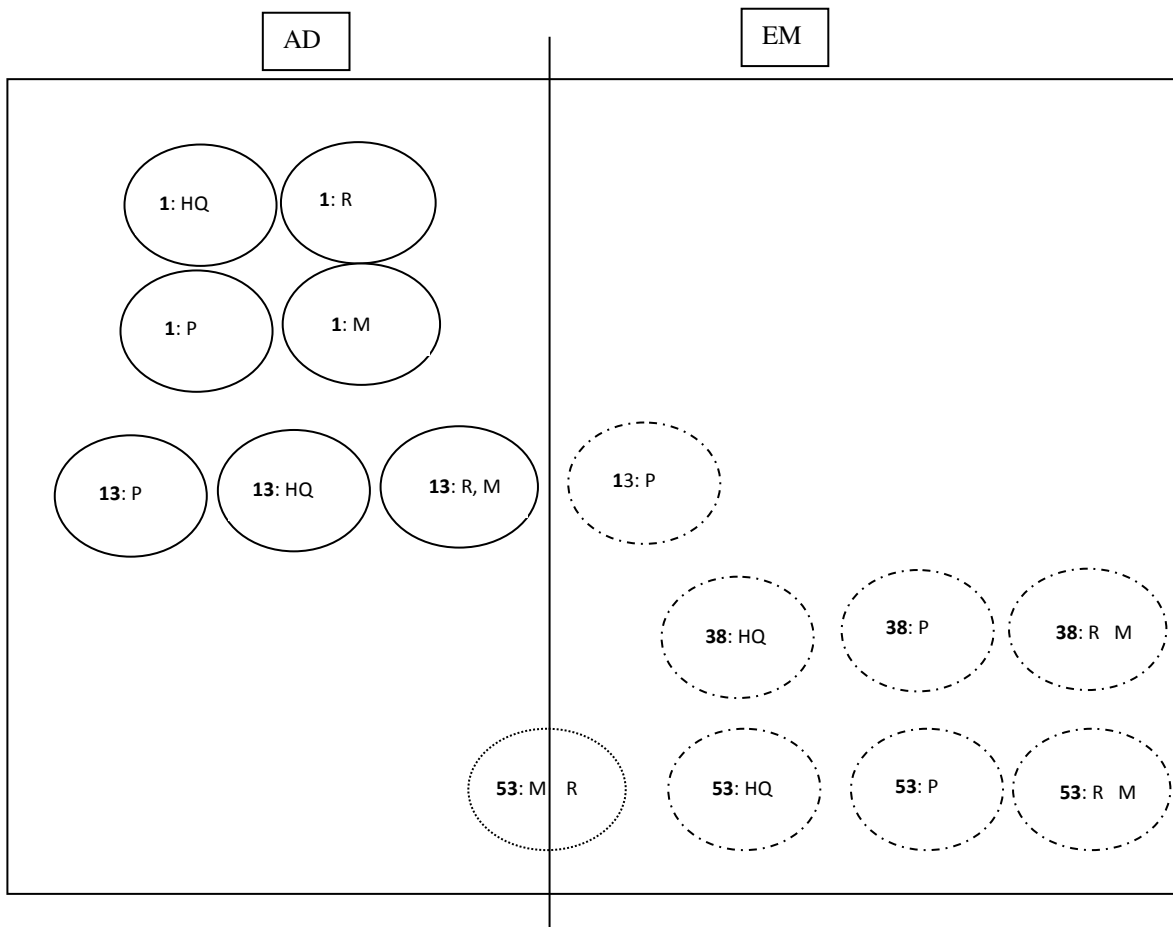 AD
EM
1: HQ
1: R
1: P
1: M
13: P
13: HQ
13: R, M
13: P
38: HQ
38: P
38: R M
53: M R
53: HQ
53: P
53: R M